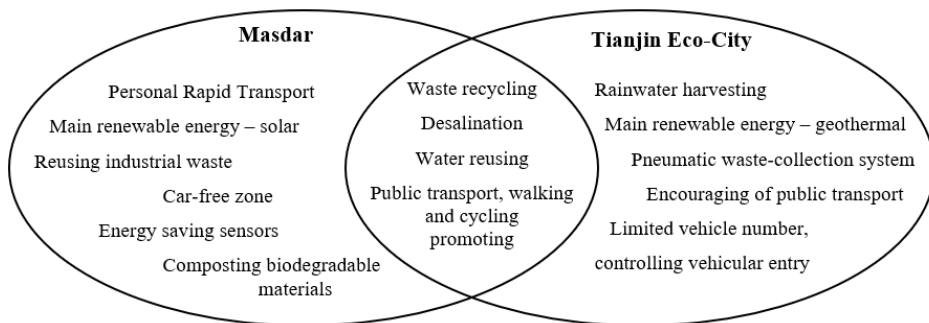 Masdar
Personal Rapid Transport
Main renewable energy – solar
Reusing industrial waste
Car-free zone
Energy saving sensors
Composting biodegradable
materials
Waste recycling
Desalination
Water reusing
Public transport, walking
and cycling
promoting
Tianjin Eco-City
Rainwater harvesting
Main renewable energy – geothermal
Pneumatic waste-collection system
Encouraging of public transport
Limited vehicle number,
controlling vehicular entry